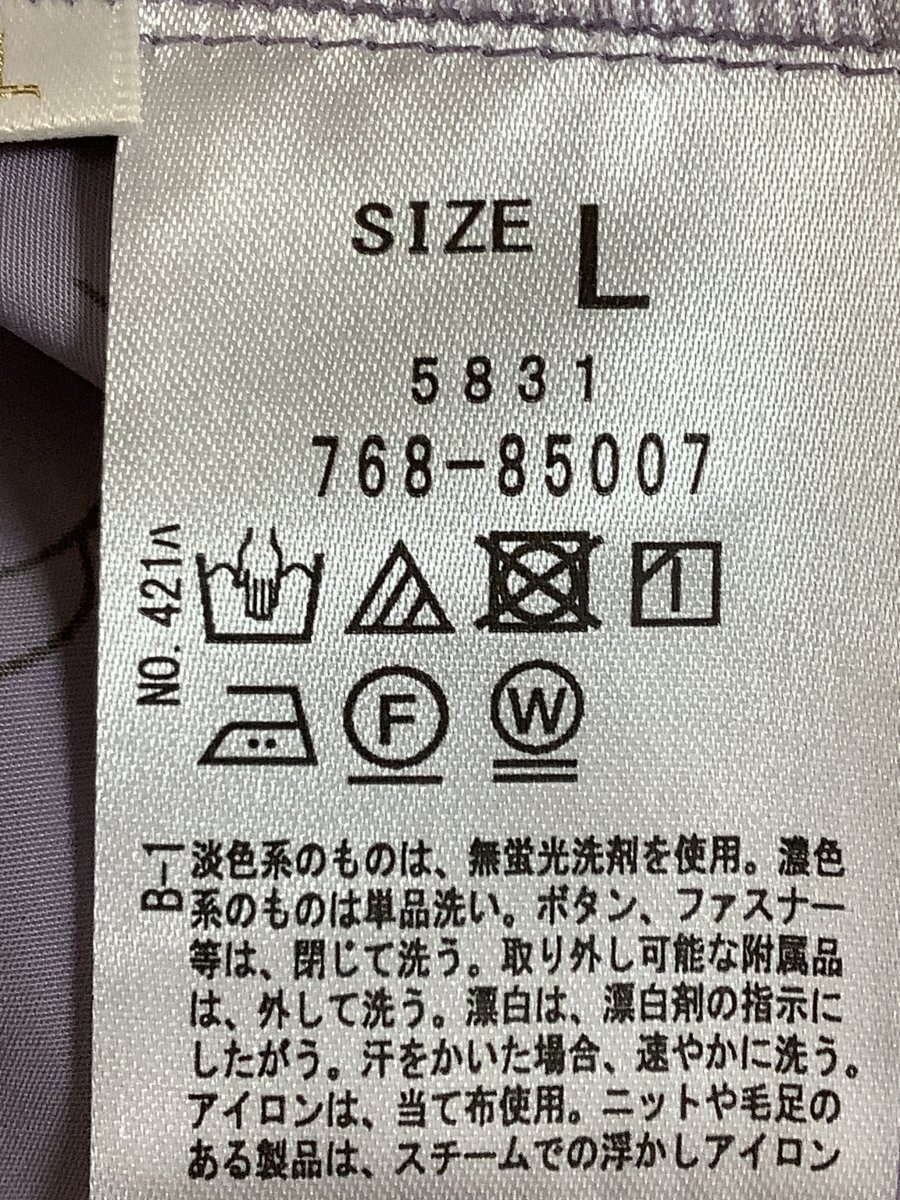 SIZE L
5831
768-85007
NO. 421ハ
F
W
B-1
淡色系のものは、無蛍光洗剤を使用。濃色
系のものは単品洗い。ボタン、ファスナー
等は、閉じて洗う。取り外し可能な附属品
は、外して洗う。漂白は、漂白剤の指示に
したがう。汗をかいた場合、速やかに洗う。
アイロンは、当て布使用。ニットや毛足の
ある製品は、スチームでの浮かしアイロン